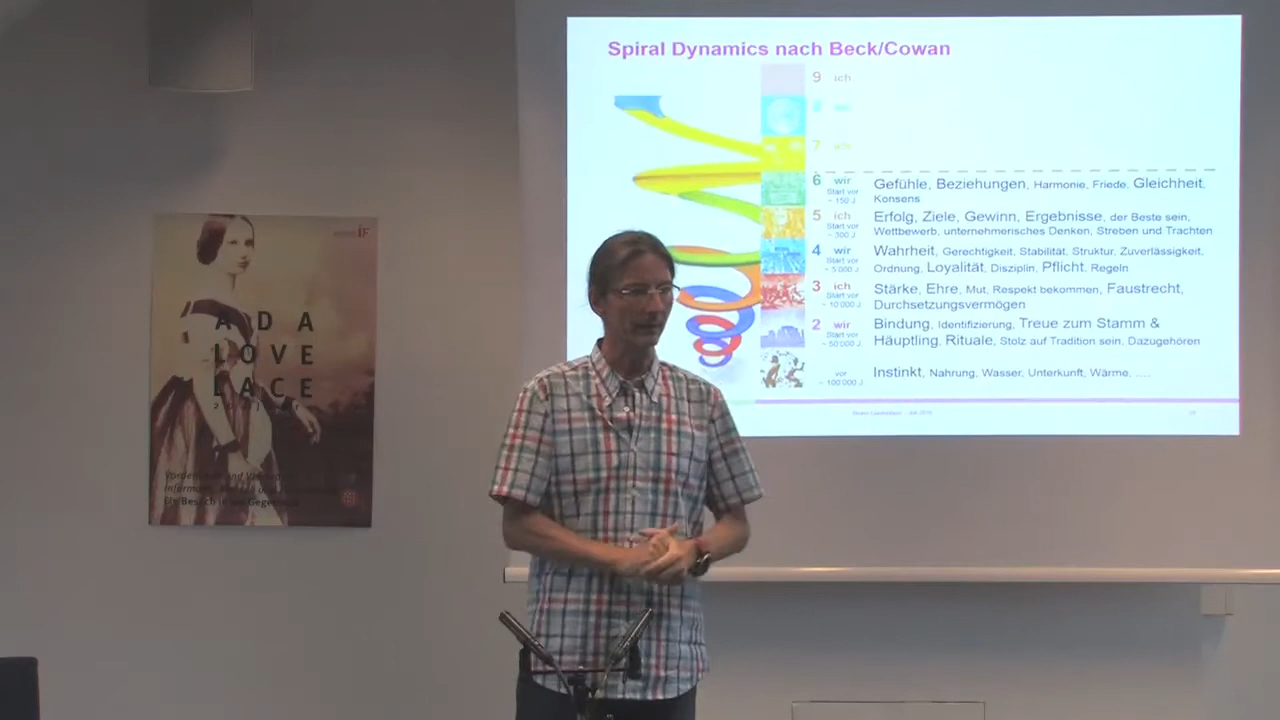 Spiral Dynamics nach Beck/Cowan
9 ich
7 ich
6 wir
Start vor
~ 150 J
Gefühle, Beziehungen, Harmonie, Friede, Gleichheit,
Konsens
5 ich
Start vor
~ 300 J
Erfolg, Ziele, Gewinn, Ergebnisse, der Beste sein,
Wettbewerb, unternehmerisches Denken, Streben und Trachten
4 wir
Start vor
~ 5'000 J
Wahrheit, Gerechtigkeit, Stabilität, Struktur, Zuverlässigkeit,
Ordnung, Loyalität, Disziplin, Pflicht, Regeln
3 ich
Start vor
~ 10'000 J
Stärke, Ehre, Mut, Respekt bekommen, Faustrecht,
Durchsetzungsvermögen
2 wir
Start vor
~ 50'000 J
Bindung, Identifizierung, Treue zum Stamm &
Häuptling, Rituale, Stolz auf Tradition sein, Dazugehören
vor
~ 100'000 J
Instinkt, Nahrung, Wasser, Unterkunft, Wärme, ....
iF
ADA
LOVE
LACE